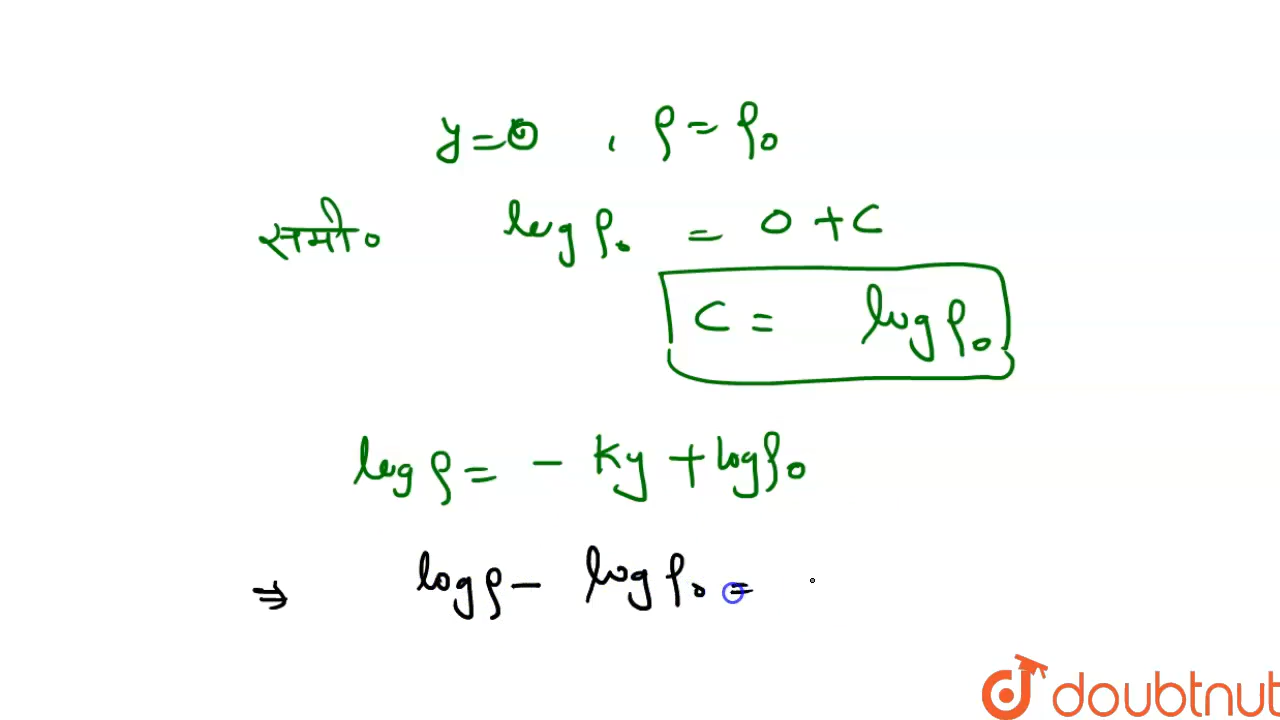 y = 0 , ρ = ρ₀
समी० log ρ₀ = 0 + C
C = log ρ₀
log ρ = - Ky + log ρ₀
⇒ log ρ - log ρ₀ =
doubtnut